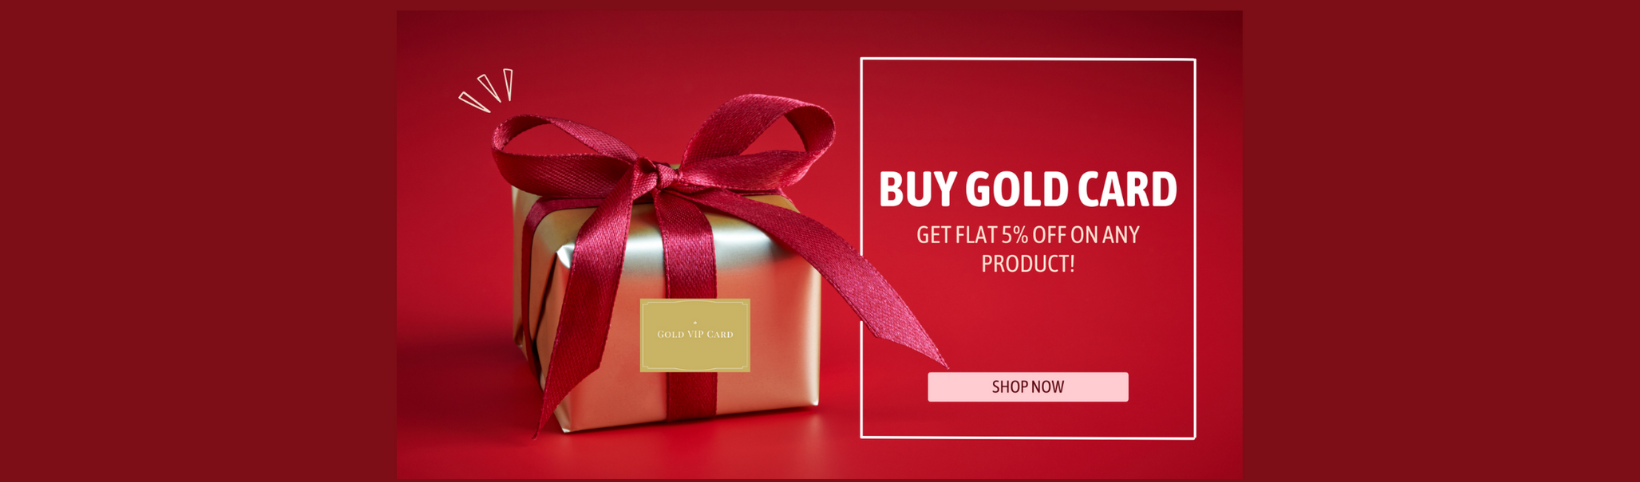 BUY GOLD CARD
GET FLAT 5% OFF ON ANY
PRODUCT!
GOLD VIP CARD
SHOP NOW